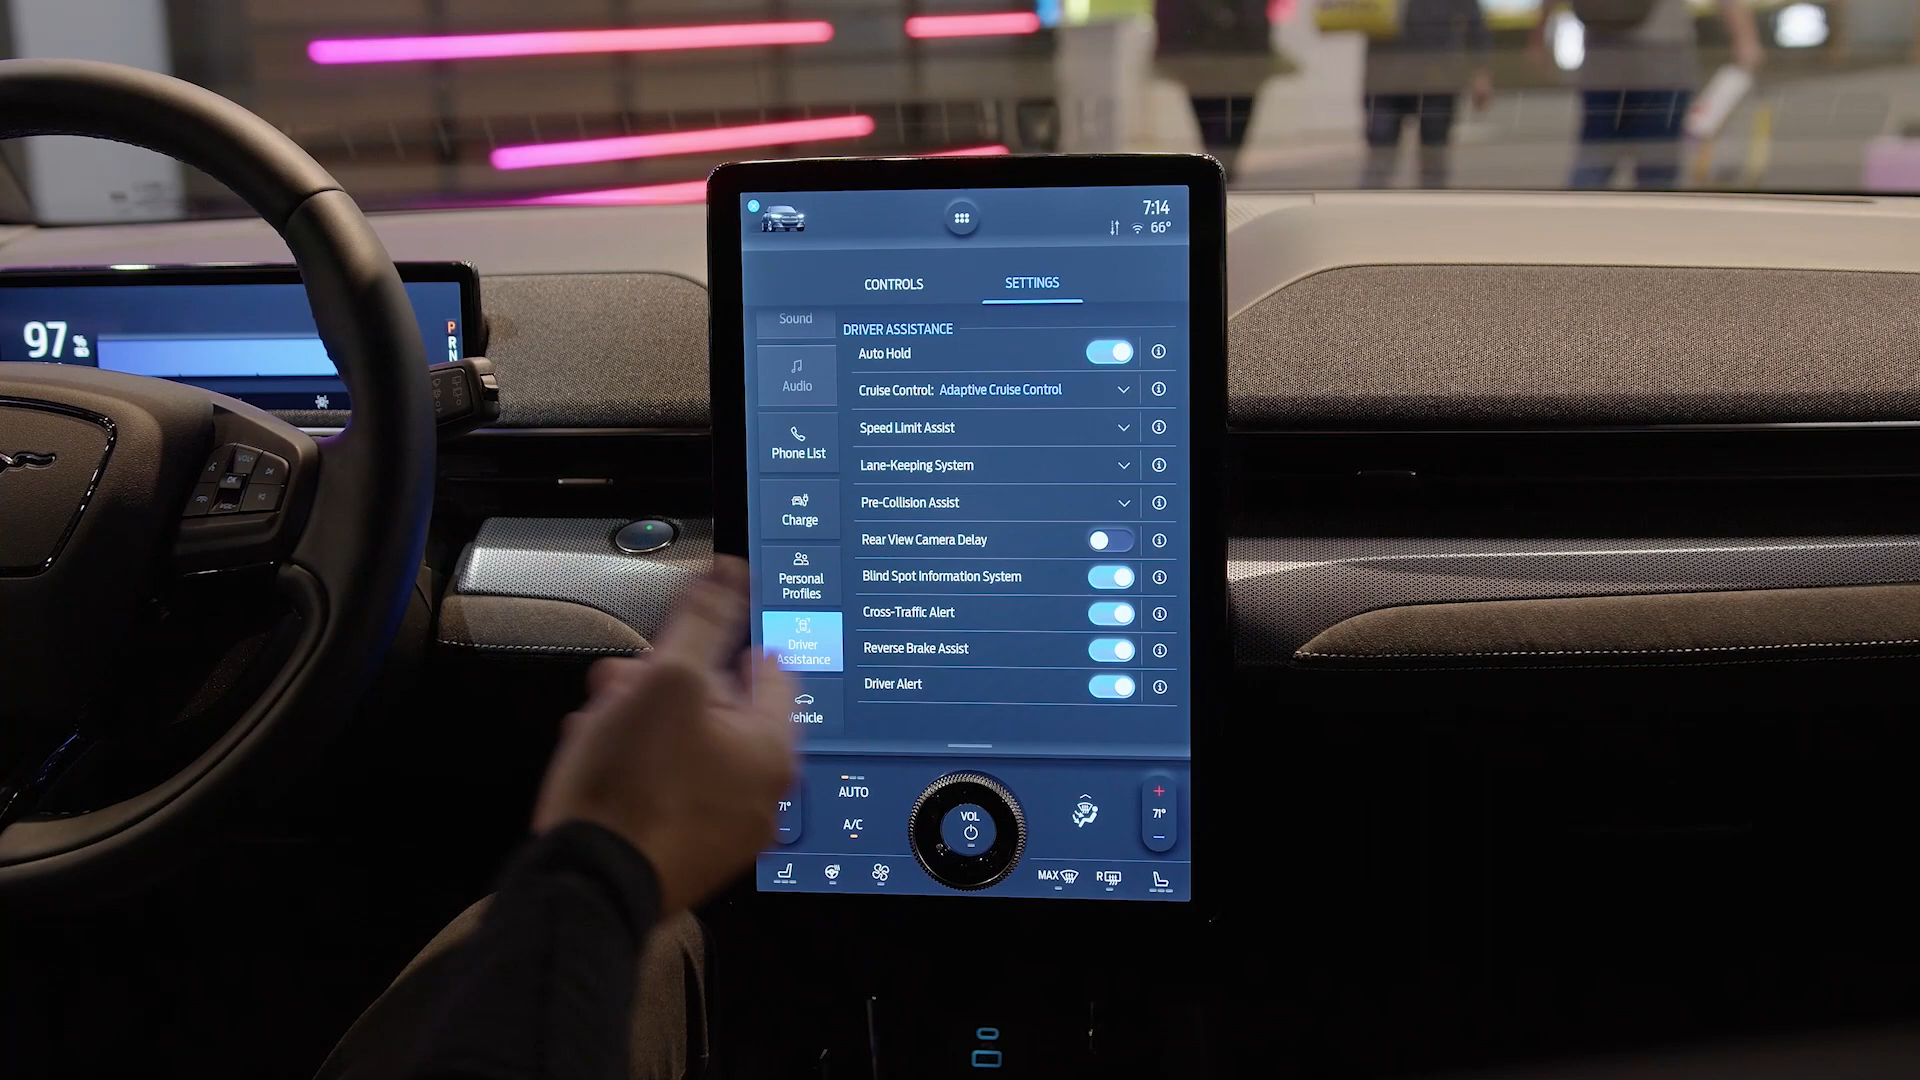 7:14
66°
CONTROLS
SETTINGS
Sound
Audio
Phone List
Charge
Personal
Profiles
Driver
Assistance
Vehicle
DRIVER ASSISTANCE
Auto Hold
Cruise Control: Adaptive Cruise Control
Speed Limit Assist
Lane-Keeping System
Pre-Collision Assist
Rear View Camera Delay
Blind Spot Information System
Cross-Traffic Alert
Reverse Brake Assist
Driver Alert
97 %
P
R
N
VOL+
OK
71°
AUTO
A/C
VOL
+
71°
MAX
R